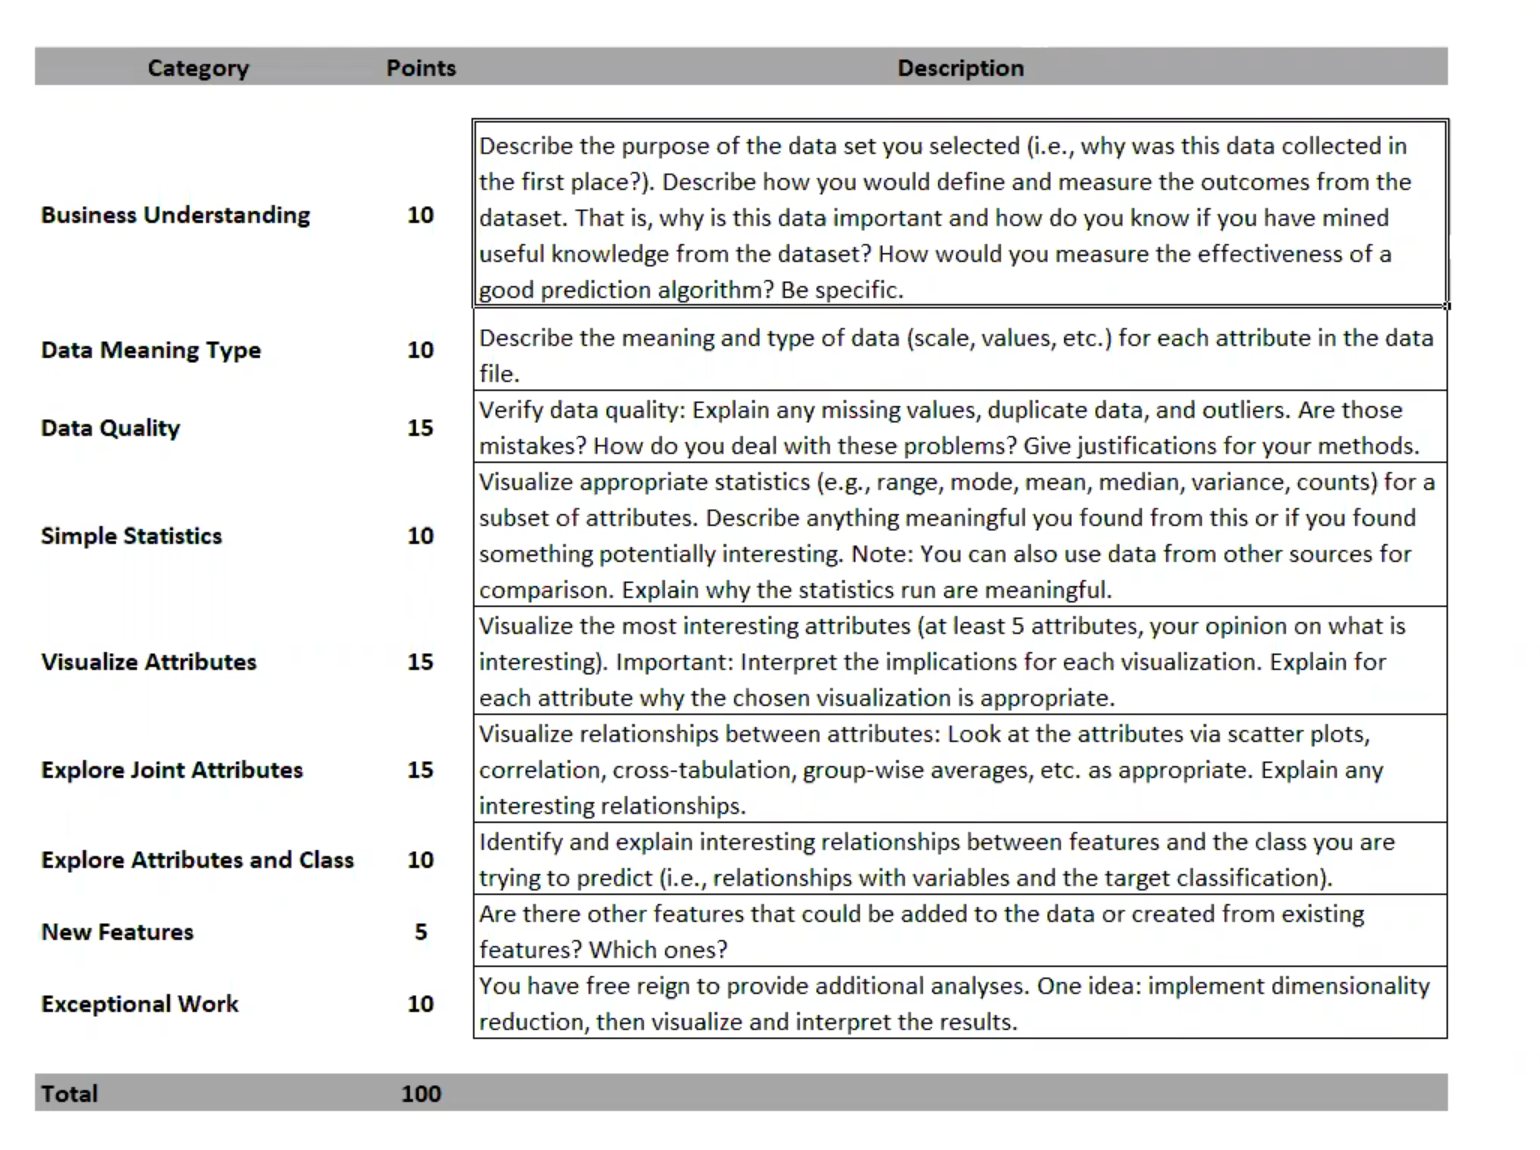 Category Points Description
Describe the purpose of the data set you selected (i.e., why was this data collected in
the first place?). Describe how you would define and measure the outcomes from the
Business Understanding 10 dataset. That is, why is this data important and how do you know if you have mined
useful knowledge from the dataset? How would you measure the effectiveness of a
good prediction algorithm? Be specific.
Data Meaning Type 10 Describe the meaning and type of data (scale, values, etc.) for each attribute in the data
file.
Data Quality 15 Verify data quality: Explain any missing values, duplicate data, and outliers. Are those
mistakes? How do you deal with these problems? Give justifications for your methods.
Visualize appropriate statistics (e.g., range, mode, mean, median, variance, counts) for a
Simple Statistics 10 subset of attributes. Describe anything meaningful you found from this or if you found
something potentially interesting. Note: You can also use data from other sources for
comparison. Explain why the statistics run are meaningful.
Visualize the most interesting attributes (at least 5 attributes, your opinion on what is
Visualize Attributes 15 interesting). Important: Interpret the implications for each visualization. Explain for
each attribute why the chosen visualization is appropriate.
Visualize relationships between attributes: Look at the attributes via scatter plots,
Explore Joint Attributes 15 correlation, cross-tabulation, group-wise averages, etc. as appropriate. Explain any
interesting relationships.
Explore Attributes and Class 10 Identify and explain interesting relationships between features and the class you are
trying to predict (i.e., relationships with variables and the target classification).
New Features 5 Are there other features that could be added to the data or created from existing
features? Which ones?
Exceptional Work 10 You have free reign to provide additional analyses. One idea: implement dimensionality
reduction, then visualize and interpret the results.
Total 100